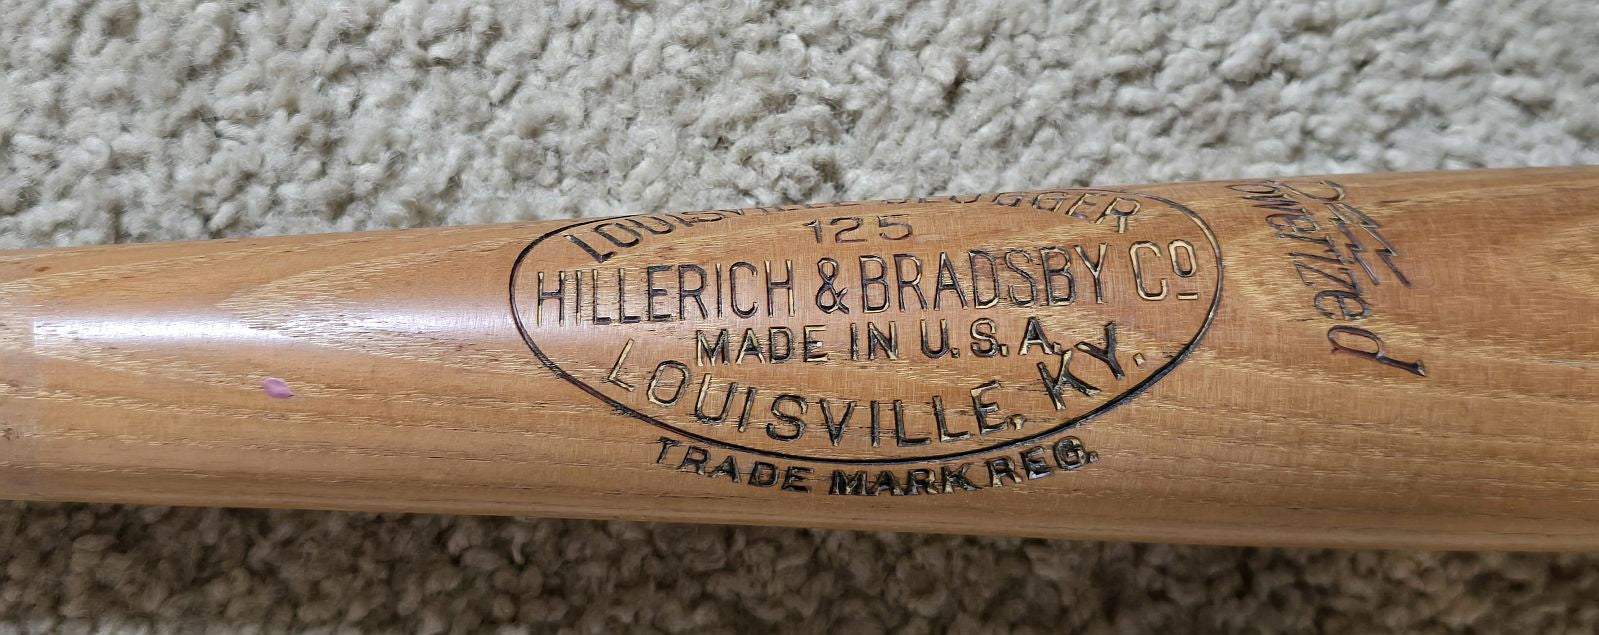 LOUISVILLE SLUGGER
125
HILLERICH & BRADSBY Co
MADE IN U.S.A.
LOUISVILLE, KY.
TRADE MARK REG.
Powerized